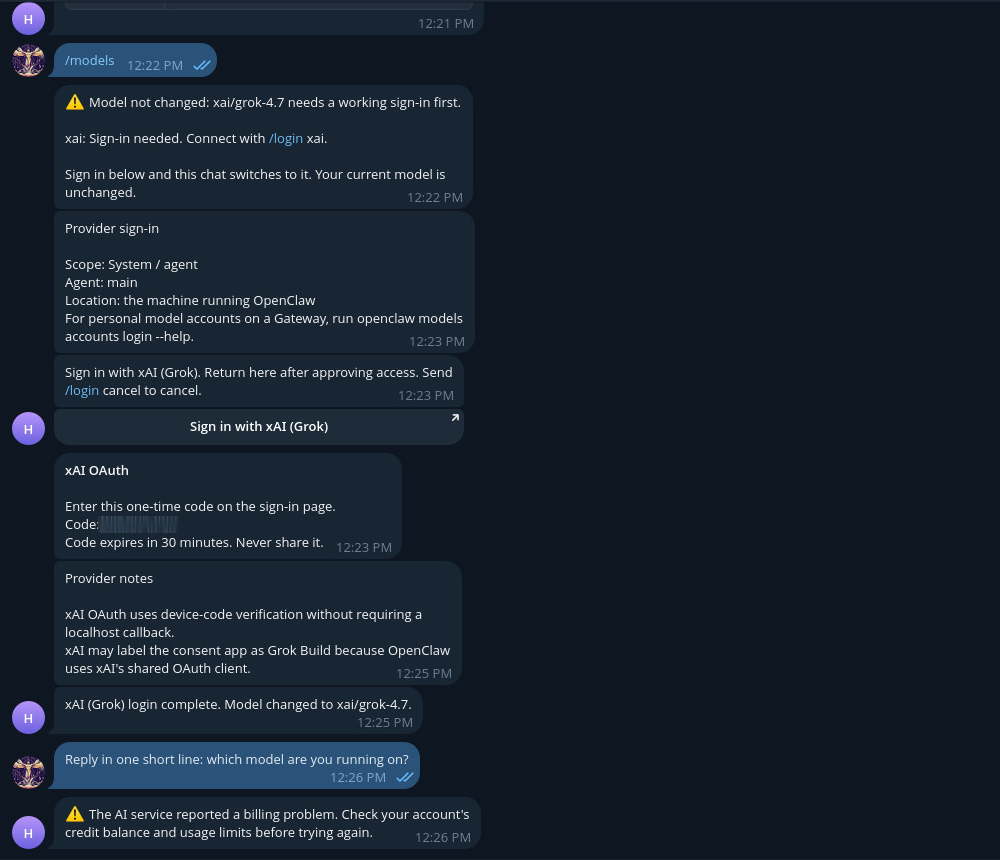 12:21 PM
H
/models 12:22 PM
⚠️ Model not changed: xai/grok-4.7 needs a working sign-in first.
xai: Sign-in needed. Connect with /login xai.
Sign in below and this chat switches to it. Your current model is
unchanged. 12:22 PM
Provider sign-in
Scope: System / agent
Agent: main
Location: the machine running OpenClaw
For personal model accounts on a Gateway, run openclaw models
accounts login --help. 12:23 PM
Sign in with xAI (Grok). Return here after approving access. Send
/login cancel to cancel. 12:23 PM
H
Sign in with xAI (Grok)
xAI OAuth
Enter this one-time code on the sign-in page.
Code:
Code expires in 30 minutes. Never share it. 12:23 PM
Provider notes
xAI OAuth uses device-code verification without requiring a
localhost callback.
xAI may label the consent app as Grok Build because OpenClaw
uses xAI's shared OAuth client. 12:25 PM
H
xAI (Grok) login complete. Model changed to xai/grok-4.7.
12:25 PM
Reply in one short line: which model are you running on?
12:26 PM
H
⚠️ The AI service reported a billing problem. Check your account's
credit balance and usage limits before trying again. 12:26 PM